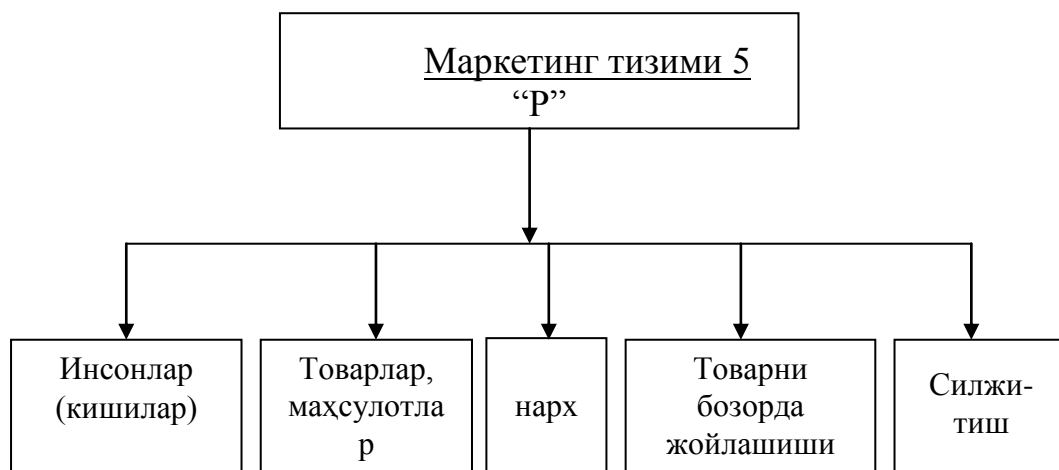 Маркетинг тизими 5
“P”
Инсонлар
(кишилар)
Товарлар,
маҳсулотла
р
нарх
Товарни
бозорда
жойлашиши
Силжи-
тиш